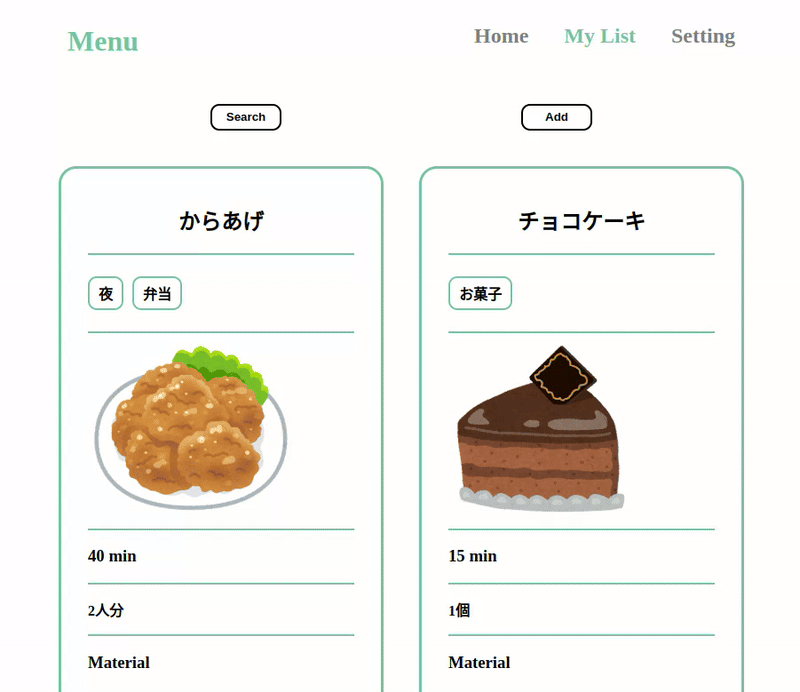 Menu
Home My List Setting
Search
Add
からあげ
夜 弁当
40 min
2人分
Material
チョコケーキ
お菓子
15 min
1個
Material